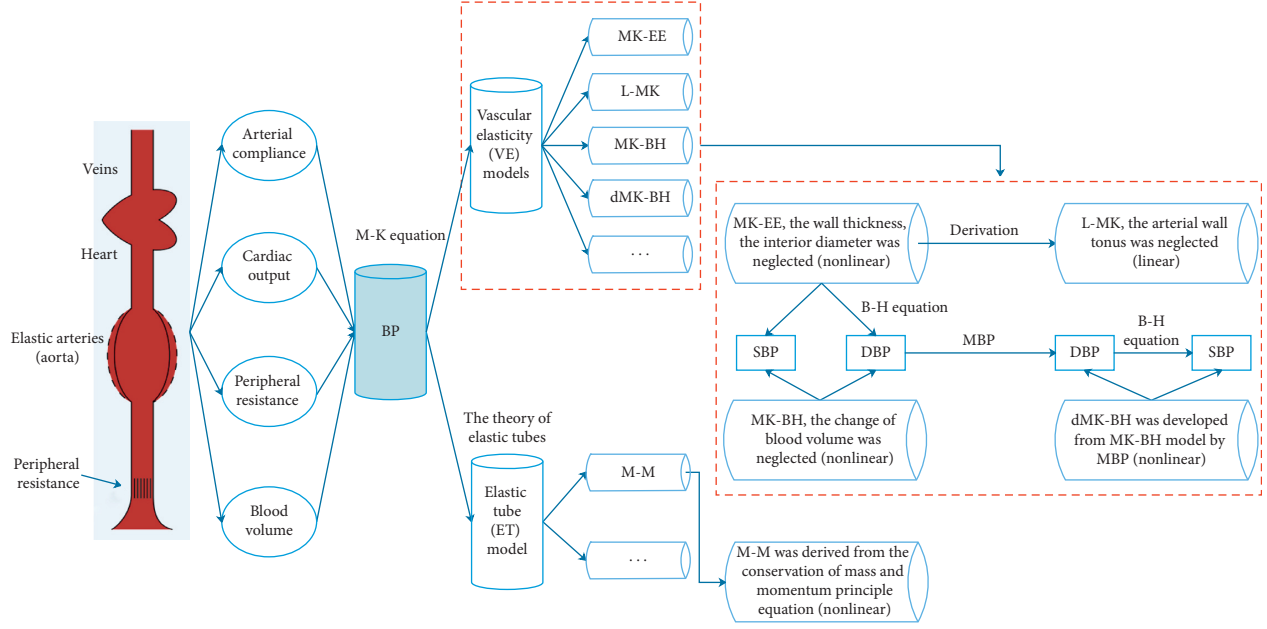 Veins
Heart
Elastic arteries
(aorta)
Peripheral
resistance
Arterial
compliance
Cardiac
output
Peripheral
resistance
Blood
volume
M-K equation
BP
Vascular
elasticity
(VE)
models
MK-EE
L-MK
MK-BH
dMK-BH
...
The theory of
elastic tubes
Elastic
tube
(ET)
model
M-M
...
MK-EE, the wall thickness,
the interior diameter was
neglected (nonlinear)
Derivation
L-MK, the arterial wall
tonus was neglected
(linear)
B-H equation
SBP
DBP
MBP
DBP
B-H
equation
SBP
MK-BH, the change of
blood volume was
neglected (nonlinear)
dMK-BH was developed
from MK-BH model by
MBP (nonlinear)
M-M was derived from the
conservation of mass and
momentum principle
equation (nonlinear)